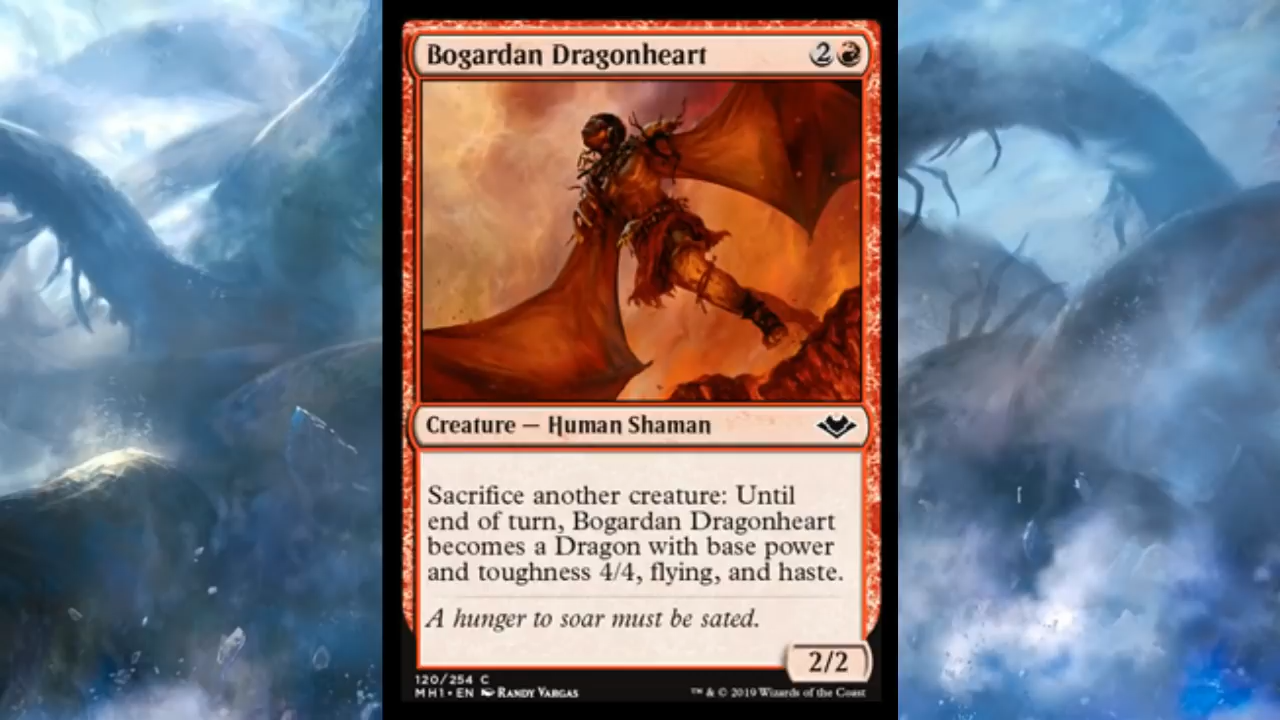 Bogardan Dragonheart 2
Creature — Human Shaman
Sacrifice another creature: Until
end of turn, Bogardan Dragonheart
becomes a Dragon with base power
and toughness 4/4, flying, and haste.
A hunger to soar must be sated.
2/2
120/254 C
MH1 • EN RANDY VARGAS
™ & © 2019 Wizards of the Coast